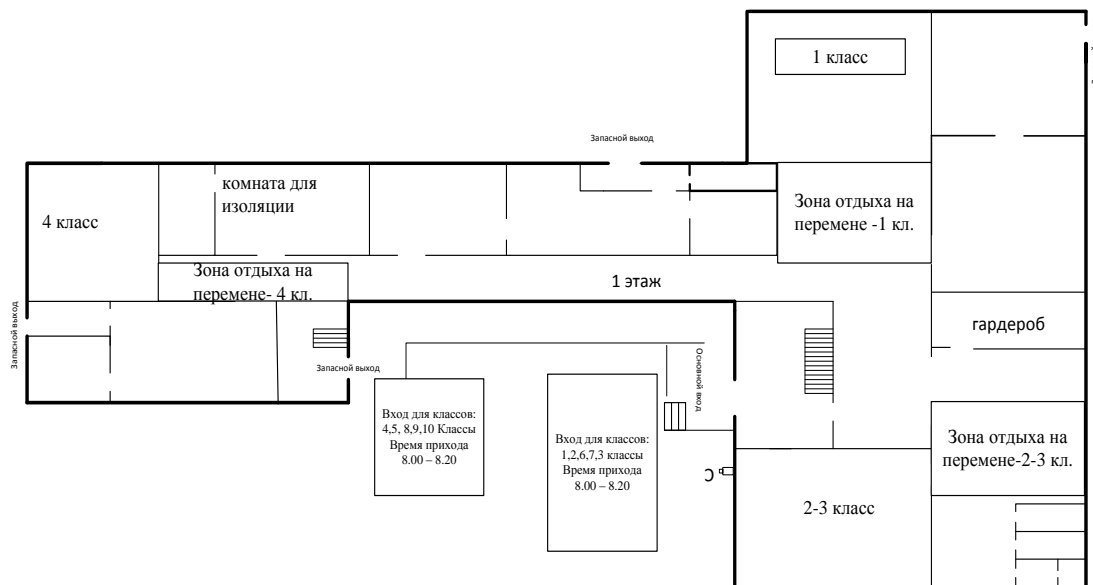 1 класс
Запасной выход
комната для
изоляции
4 класс
Зона отдыха на
перемене -1 кл.
Зона отдыха на
перемене- 4 кл.
1 этаж
Запасной выход
гардероб
Запасной выход
Основной вход
Вход для классов:
4,5, 8,9,10 Классы
Время прихода
8.00 – 8.20
Вход для классов:
1,2,6,7,3 классы
Время прихода
8.00 – 8.20
Зона отдыха на
перемене-2-3 кл.
2-3 класс